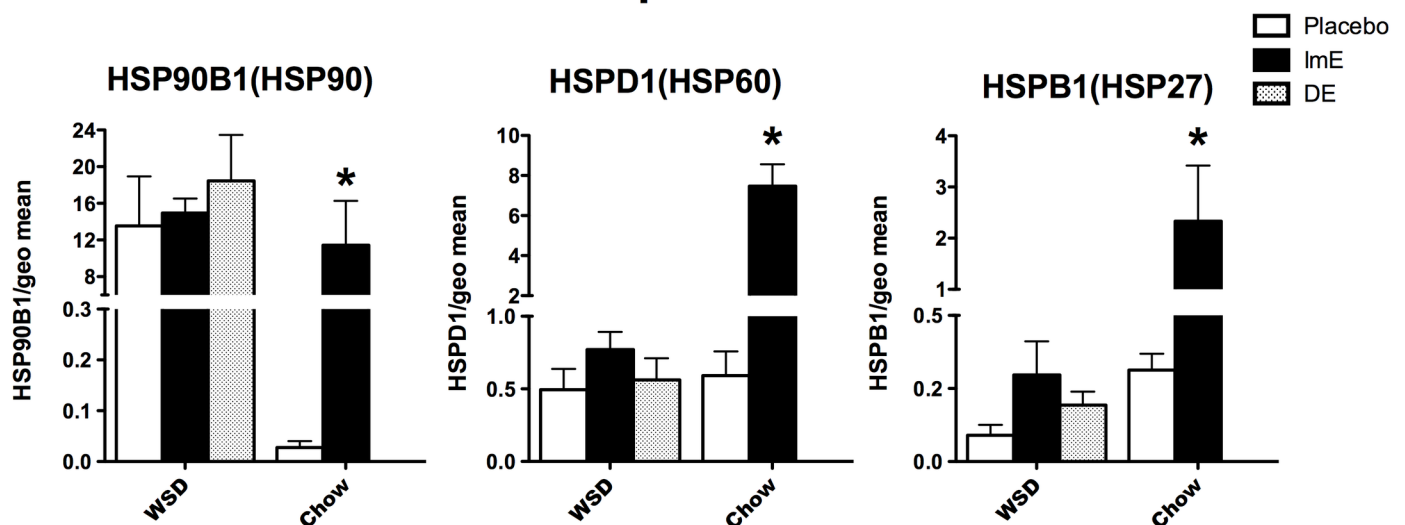 Placebo
ImE
DE
HSP90B1(HSP90)
HSP90B1/geo mean
24
20
16
12
8
0.3
0.2
0.1
0.0
WSD
Chow
*
HSPD1(HSP60)
HSPD1/geo mean
10
8
6
4
2
1.0
0.5
0.0
WSD
Chow
*
HSPB1(HSP27)
HSPB1/geo mean
4
3
2
1
0.5
0.2
0.0
WSD
Chow
*